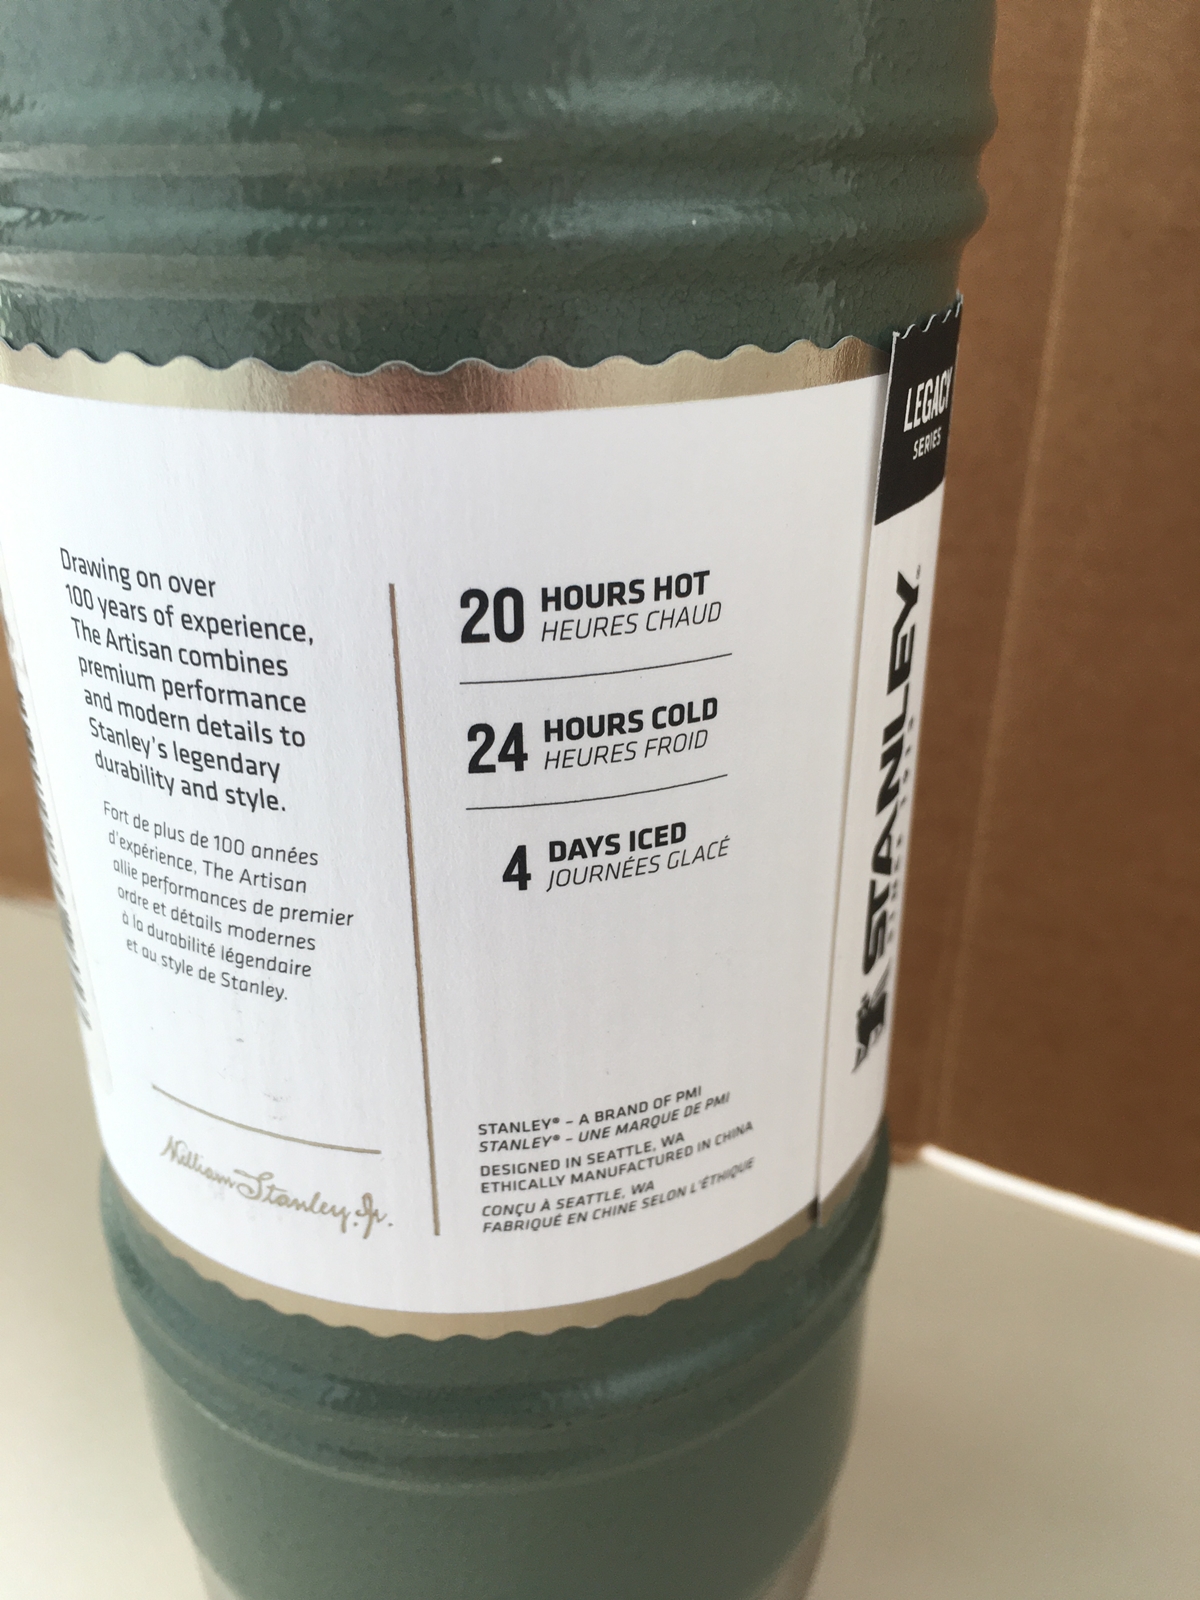 Drawing on over
100 years of experience,
The Artisan combines
premium performance
and modern details to
Stanley's legendary
durability and style.
Fort de plus de 100 années
d'expérience, The Artisan
allie performances de premier
ordre et détails modernes
à la durabilité légendaire
et au style de Stanley.
William Stanley. Jr.
20 HOURS HOT
HEURES CHAUD
24 HOURS COLD
HEURES FROID
4 DAYS ICED
JOURNÉES GLACÉ
STANLEY® – A BRAND OF PMI
STANLEY® – UNE MARQUE DE PMI
DESIGNED IN SEATTLE, WA
ETHICALLY MANUFACTURED IN CHINA
CONÇU À SEATTLE, WA
FABRIQUÉ EN CHINE SELON L'ÉTHIQUE
LEGACY
SERIES
STANLEY